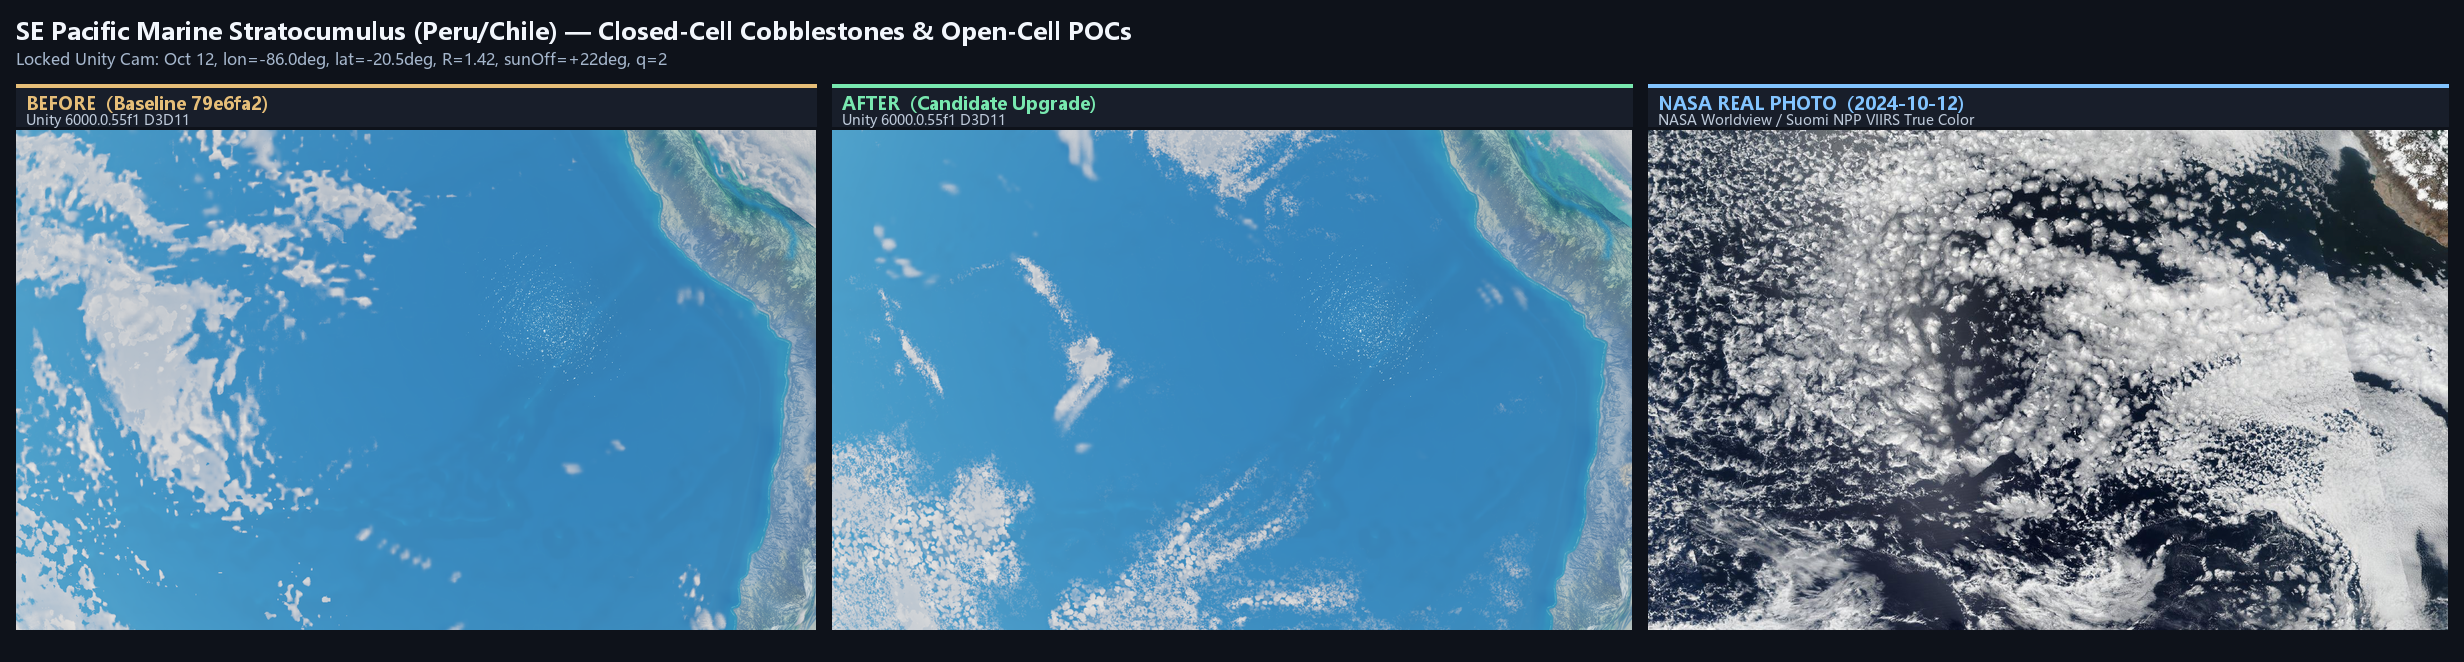 SE Pacific Marine Stratocumulus (Peru/Chile) — Closed-Cell Cobblestones & Open-Cell POCs
Locked Unity Cam: Oct 12, lon=-86.0deg, lat=-20.5deg, R=1.42, sunOff=+22deg, q=2
BEFORE (Baseline 79e6fa2)
Unity 6000.0.55f1 D3D11
AFTER (Candidate Upgrade)
Unity 6000.0.55f1 D3D11
NASA REAL PHOTO (2024-10-12)
NASA Worldview / Suomi NPP VIIRS True Color